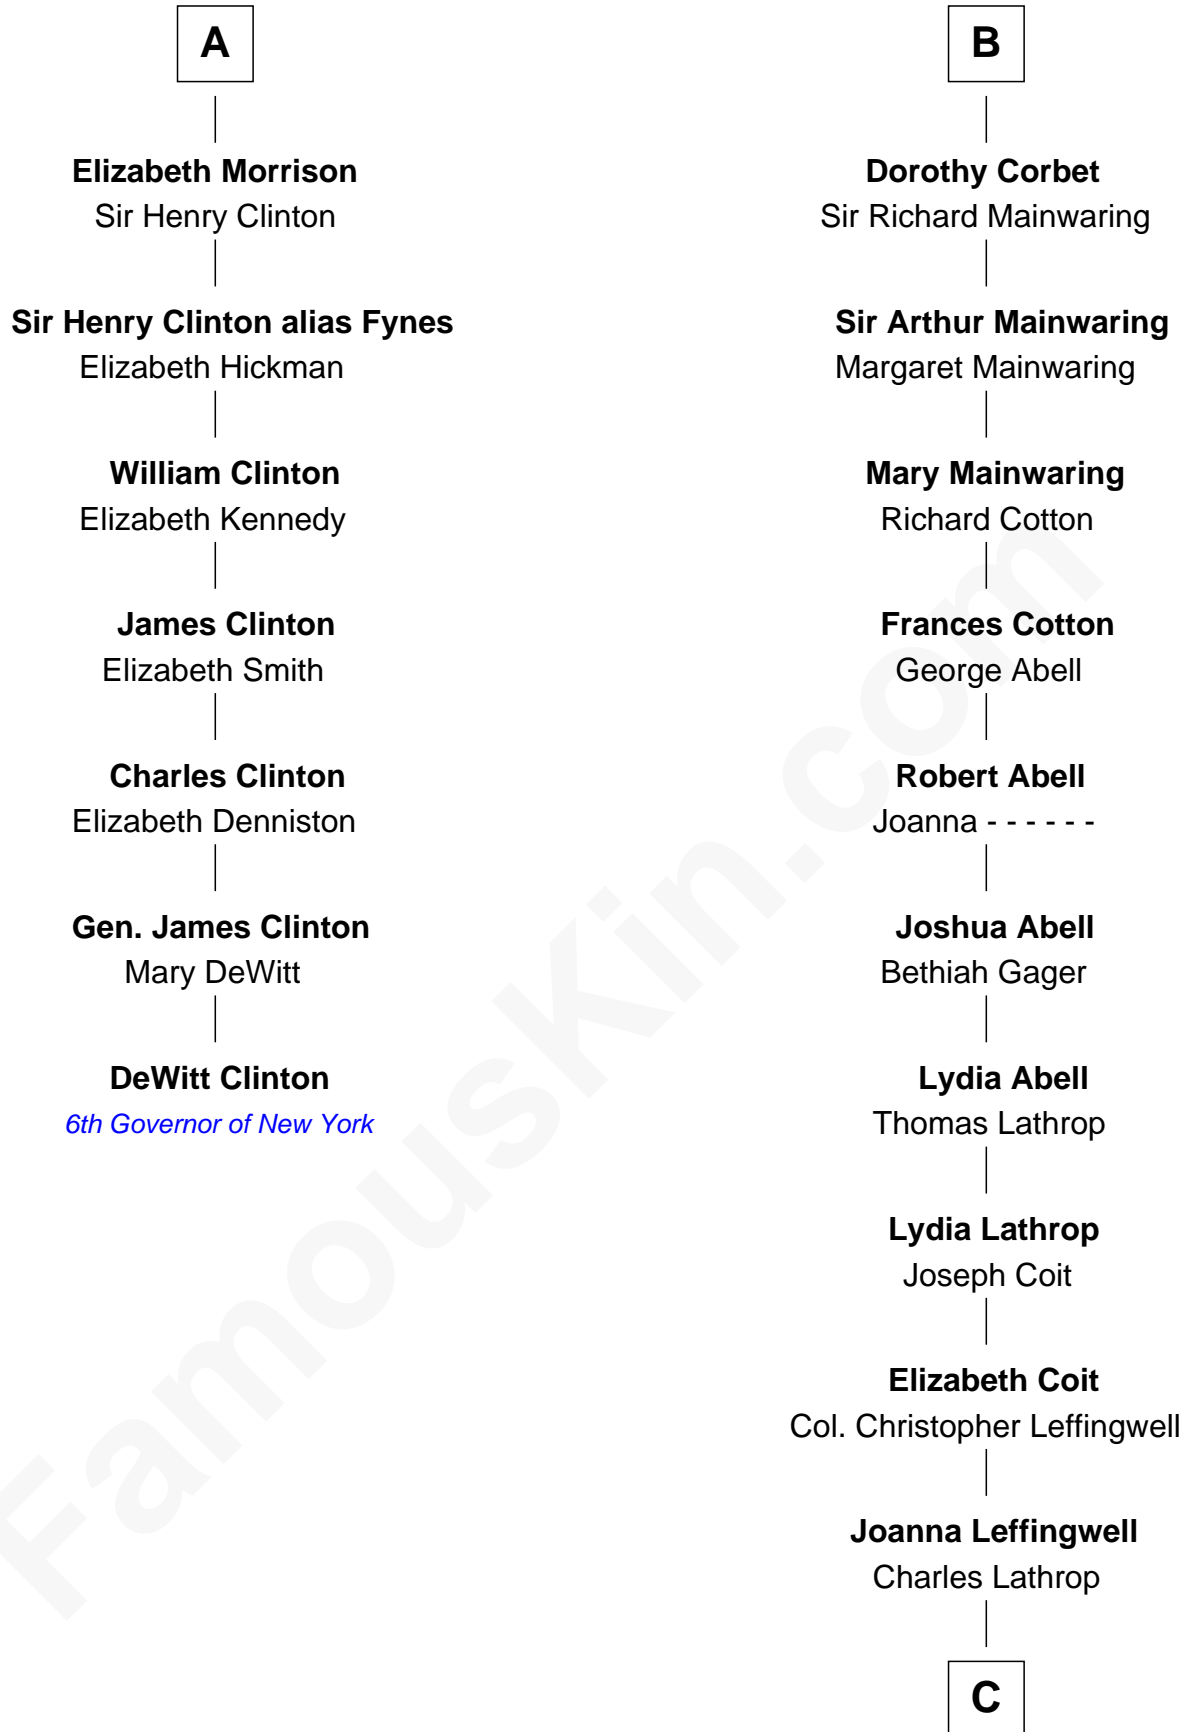 A
Elizabeth Morrison
Sir Henry Clinton
Sir Henry Clinton alias Fynes
Elizabeth Hickman
William Clinton
Elizabeth Kennedy
James Clinton
Elizabeth Smith
Charles Clinton
Elizabeth Denniston
Gen. James Clinton
Mary DeWitt
DeWitt Clinton
6th Governor of New York
B
Dorothy Corbet
Sir Richard Mainwaring
Sir Arthur Mainwaring
Margaret Mainwaring
Mary Mainwaring
Richard Cotton
Frances Cotton
George Abell
Robert Abell
Joanna - - - - - -
Joshua Abell
Bethiah Gager
Lydia Abell
Thomas Lathrop
Lydia Lathrop
Joseph Coit
Elizabeth Coit
Col. Christopher Leffingwell
Joanna Leffingwell
Charles Lathrop
C
FamousKin.com